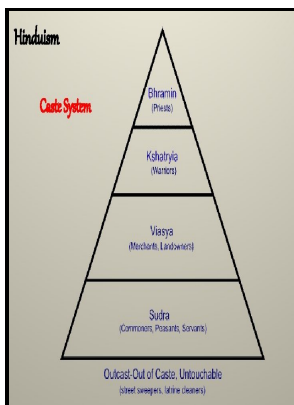 Hinduism
Caste System
Bhramin
(Priests)
Kshatryia
(Warriors)
Viasya
(Merchants, Landowners)
Sudra
(Commoners, Peasants, Servants)
Outcast-Out of Caste, Untouchable
(street sweepers, latrine cleaners)